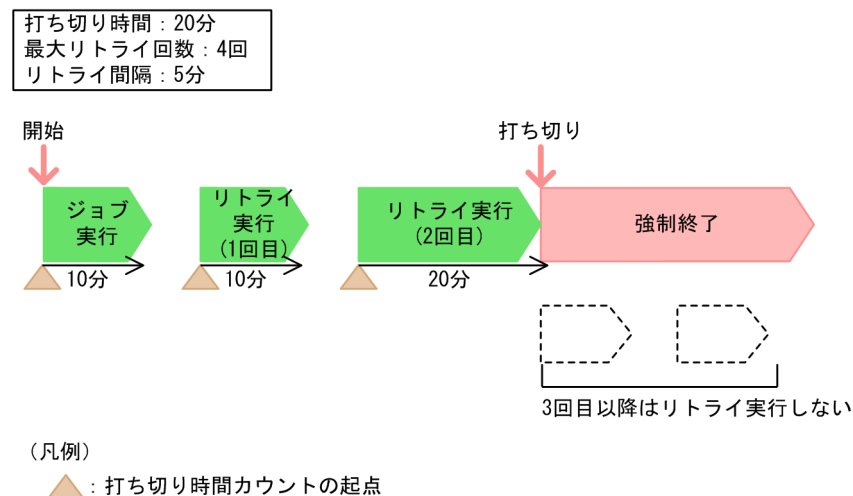 打ち切り時間：20分
最大リトライ回数：4回
リトライ間隔：5分
開始
打ち切り
ジョブ
実行
リトライ
実行
(1回目)
リトライ実行
(2回目)
強制終了
10分
10分
20分
3回目以降はリトライ実行しない
（凡例）
：打ち切り時間カウントの起点